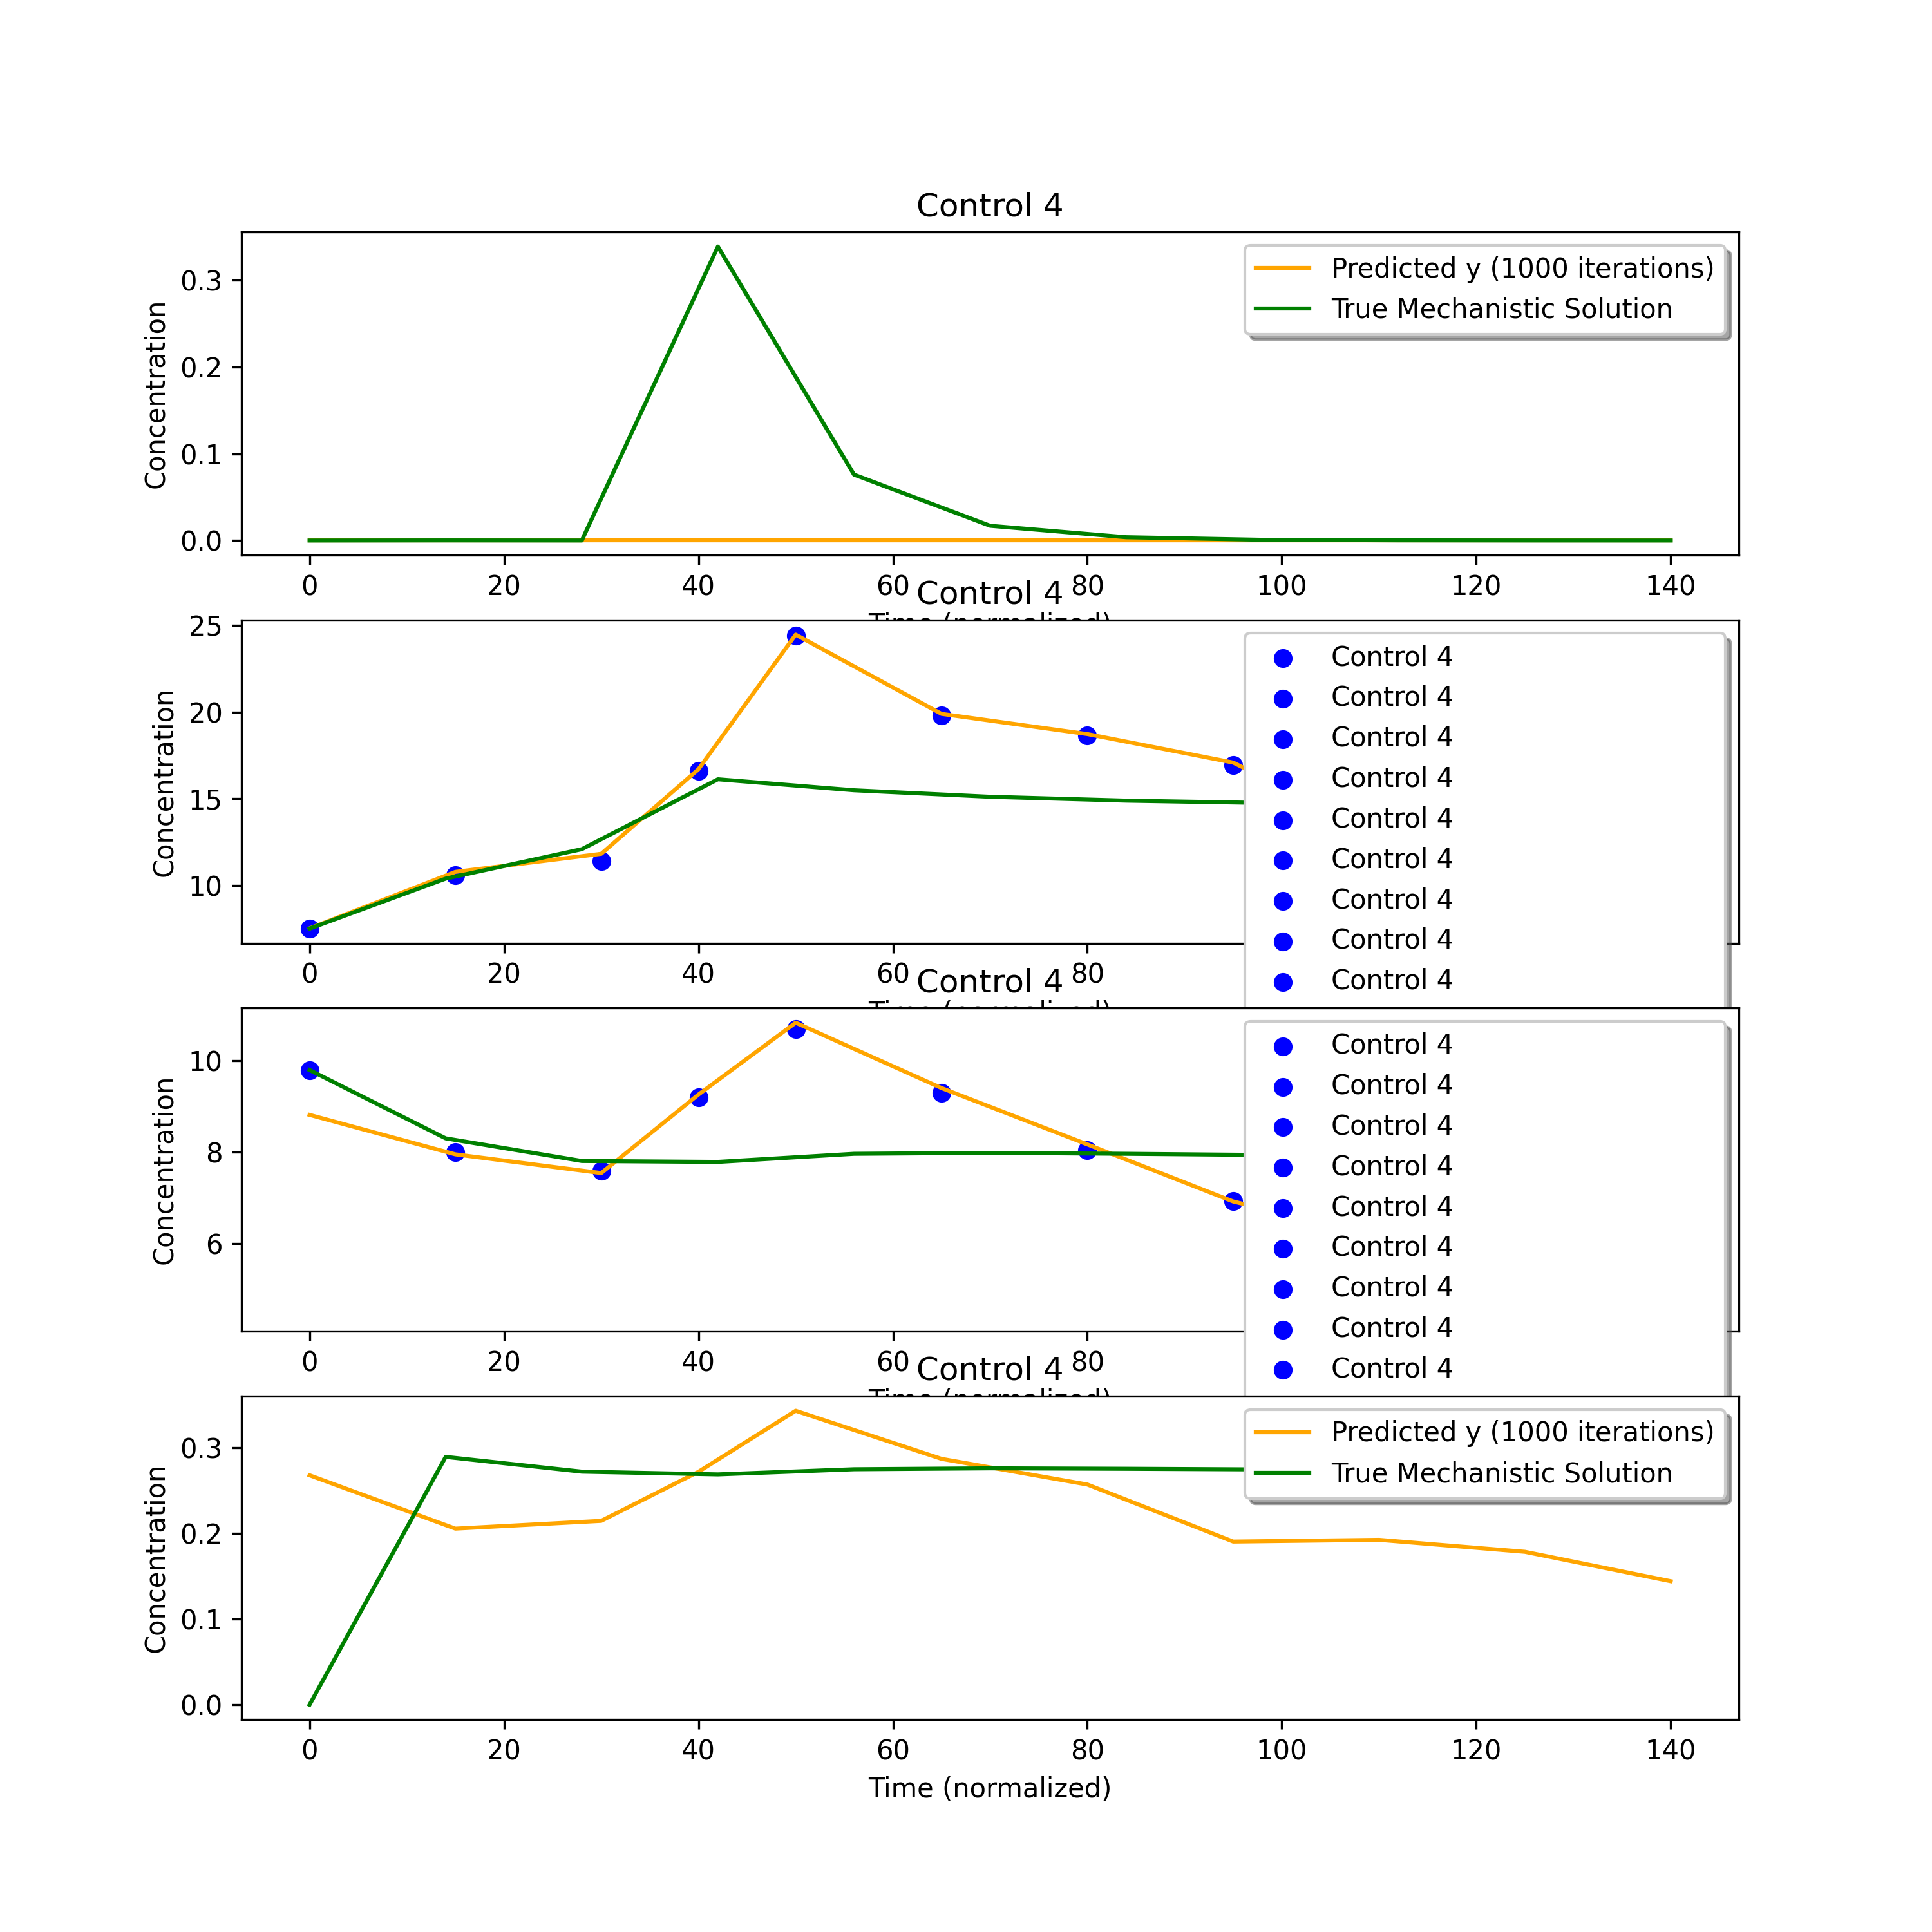 Control 4
0.3
0.2
0.1
0.0
Concentration
Predicted y (1000 iterations)
True Mechanistic Solution
0 20 40 60 80 100 120 140
Control 4
25
20
15
10
Concentration
Control 4
Control 4
Control 4
Control 4
Control 4
Control 4
Control 4
Control 4
Control 4
0 20 40 60 80
Control 4
10
8
6
Concentration
Control 4
Control 4
Control 4
Control 4
Control 4
Control 4
Control 4
Control 4
Control 4
0 20 40 60 80
Control 4
0.3
0.2
0.1
0.0
Concentration
Predicted y (1000 iterations)
True Mechanistic Solution
0 20 40 60 80 100 120 140
Time (normalized)